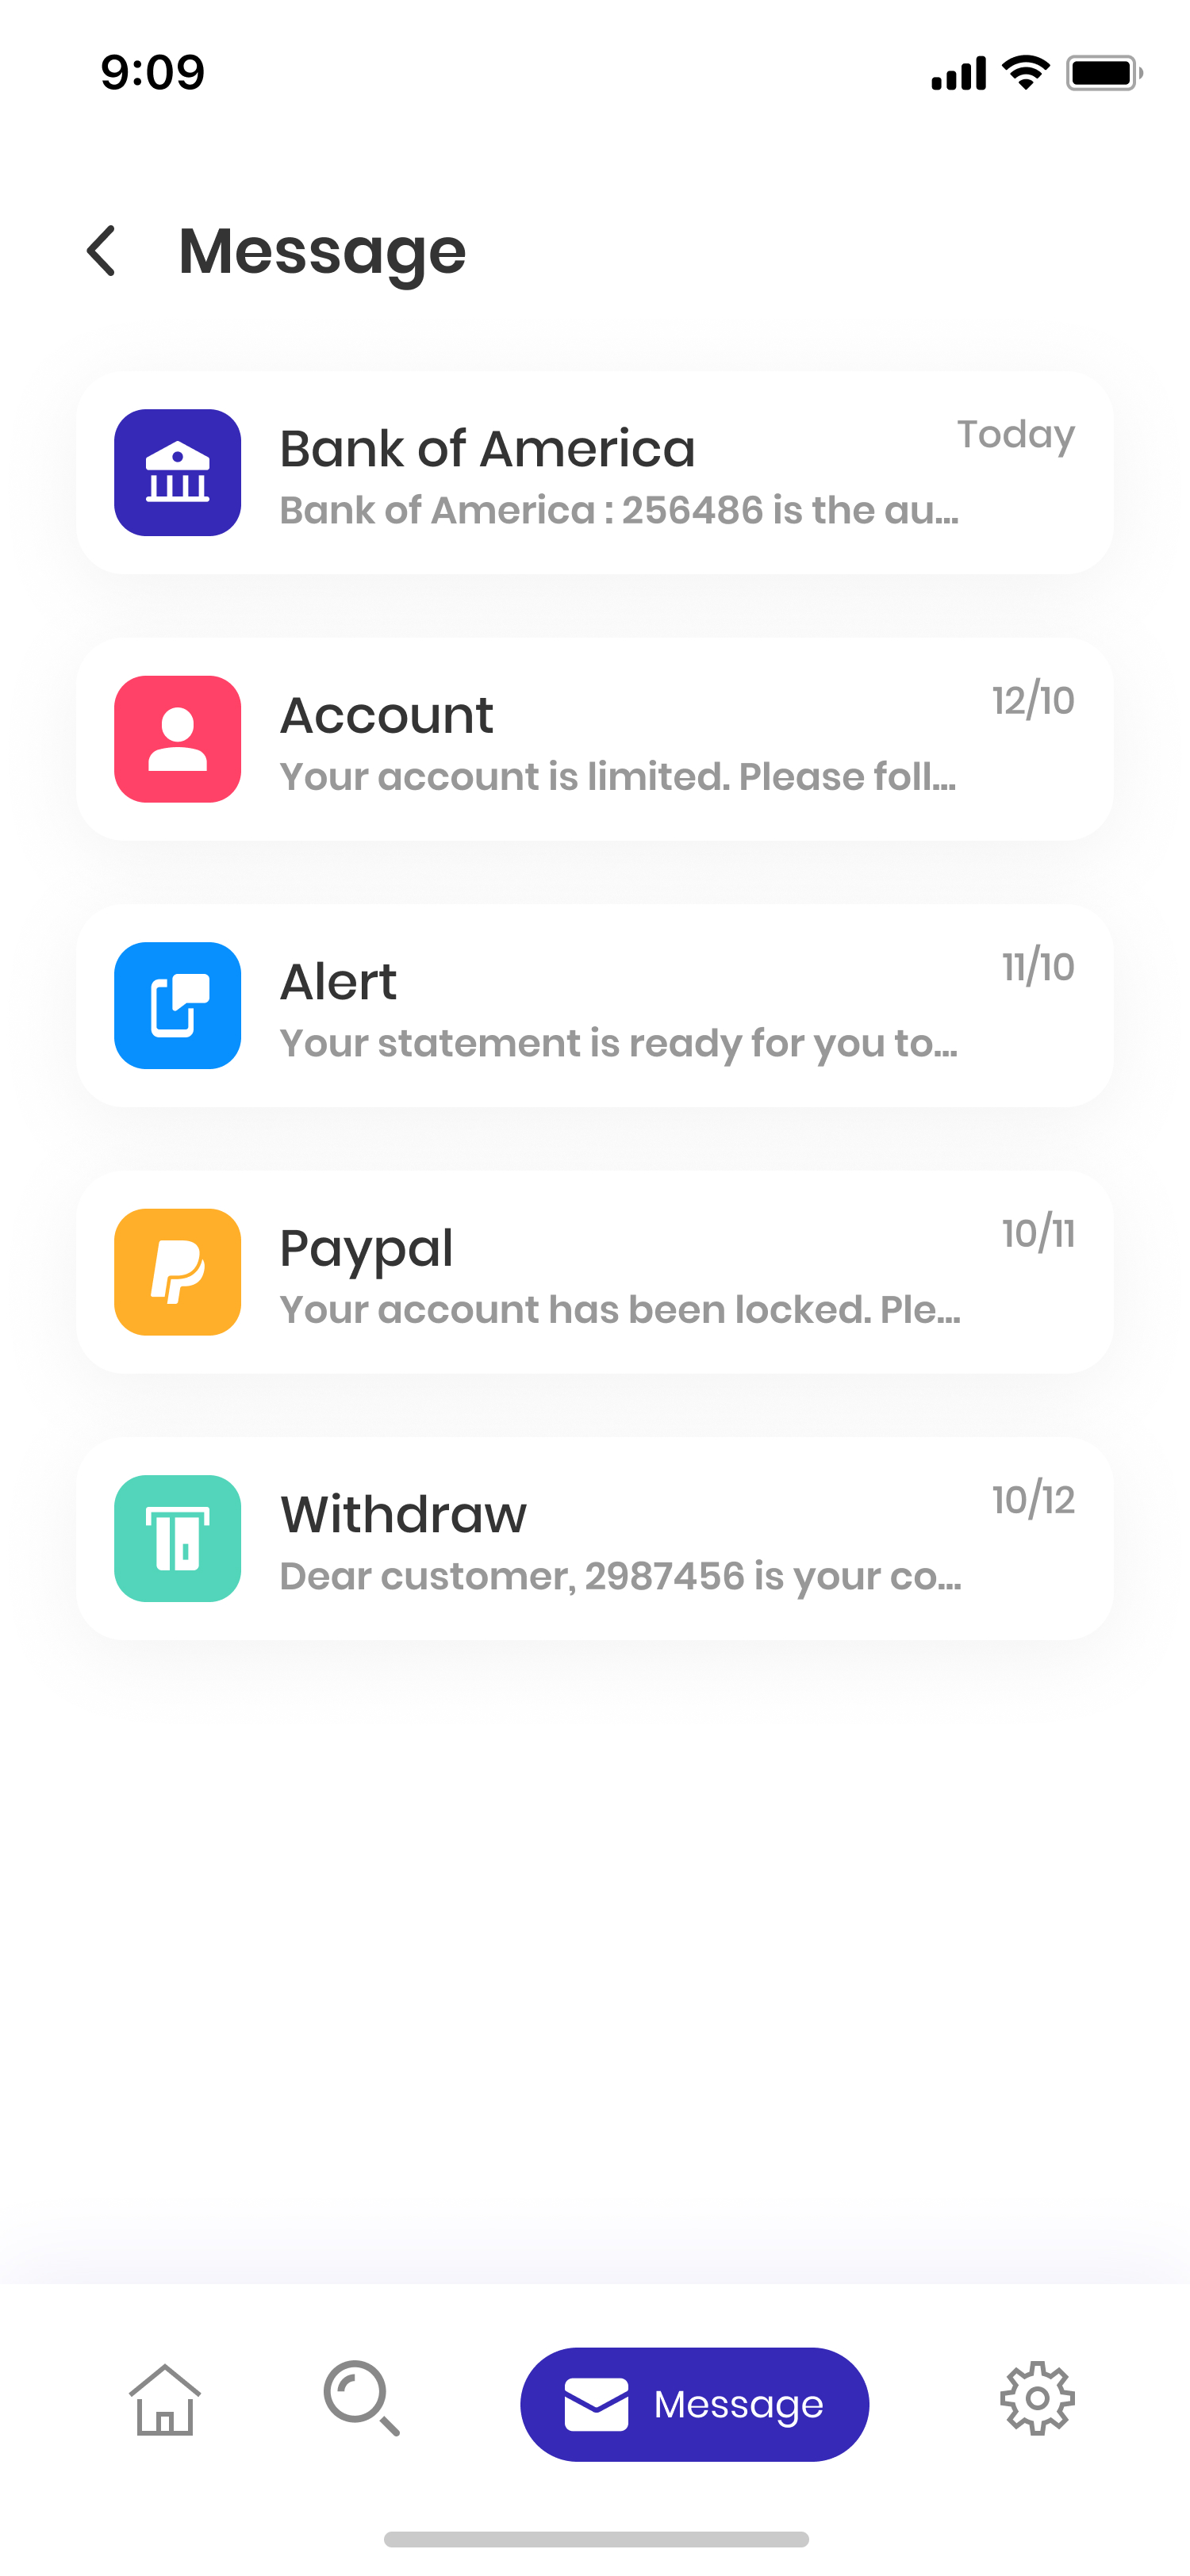 9:09
Message
Bank of America
Today
Bank of America : 256486 is the au...
Account
12/10
Your account is limited. Please foll...
Alert
11/10
Your statement is ready for you to...
Paypal
10/11
Your account has been locked. Ple...
Withdraw
10/12
Dear customer, 2987456 is your co...
Message